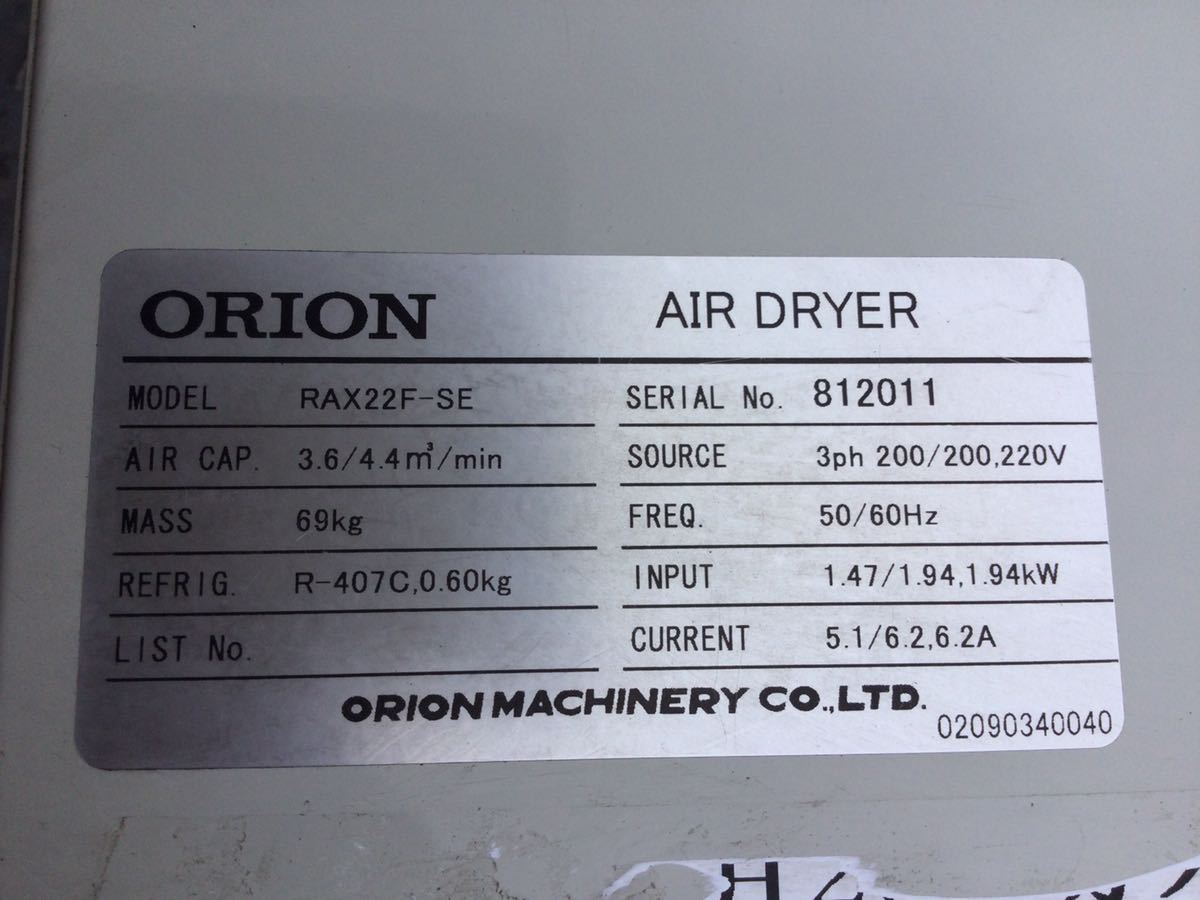 ORION AIR DRYER
MODEL RAX22F-SE SERIAL No. 812011
AIR CAP. 3.6/4.4㎥/min SOURCE 3ph 200/200,220V
MASS 69kg FREQ. 50/60Hz
REFRIG. R-407C,0.60kg INPUT 1.47/1.94,1.94kW
LIST No. CURRENT 5.1/6.2,6.2A
ORION MACHINERY CO.,LTD.
02090340040